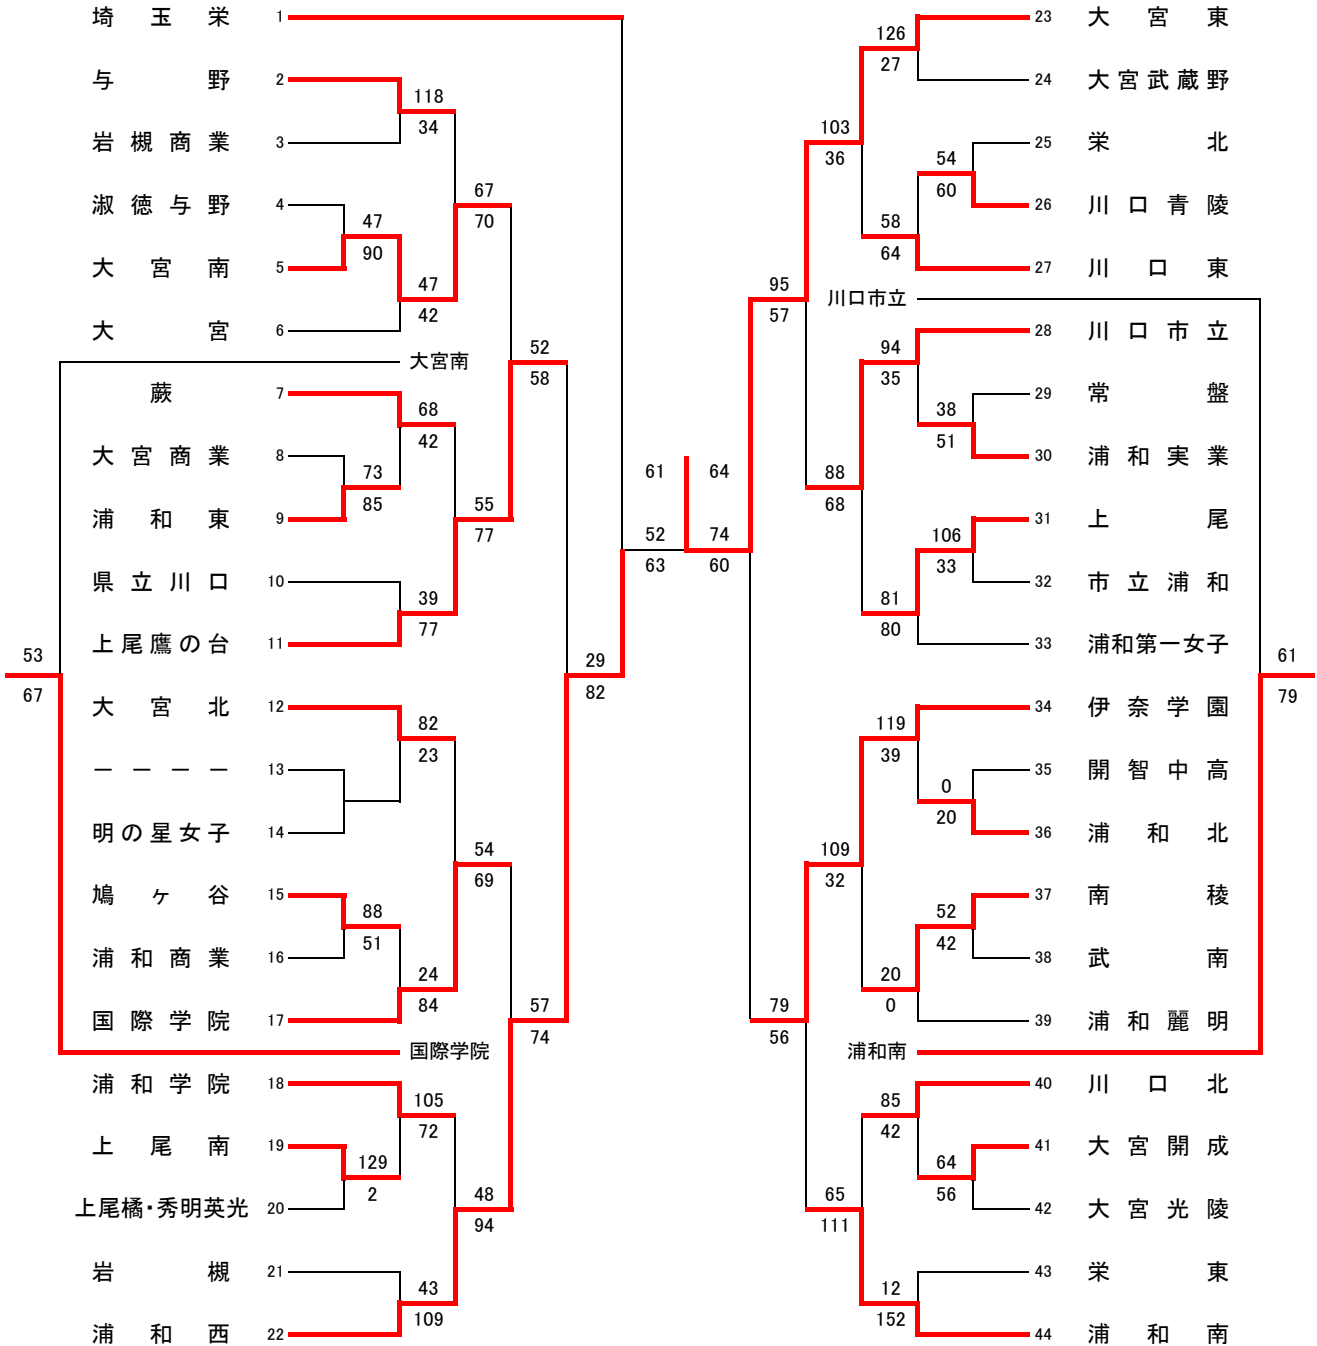 埼玉栄 1
与野 2
118
34
岩槻商業 3
67
70
淑徳与野 4
47
90
大宮南 5
47
42
大宮 6
大宮南
52
58
蕨 7
68
42
大宮商業 8
73
85
浦和東 9
55
77
県立川口 10
39
77
上尾鷹の台 11
53
67
29
82
大宮北 12
82
23
ーーーー 13
明の星女子 14
54
69
鳩ヶ谷 15
88
51
浦和商業 16
24
84
国際学院 17
57
74
国際学院
浦和学院 18
105
72
上尾南 19
129
2
上尾橘・秀明英光 20
48
94
岩槻 21
43
109
浦和西 22
61 64
52
63
74
60
23 大宮東
126
27
24 大宮武蔵野
103
36
25 栄北
54
60
26 川口青陵
58
64
27 川口東
95
57
川口市立
28 川口市立
94
35
29 常盤
38
51
30 浦和実業
88
68
31 上尾
106
33
32 市立浦和
81
80
33 浦和第一女子
61
79
34 伊奈学園
119
39
35 開智中高
0
20
36 浦和北
109
32
37 南稜
52
42
38 武南
20
0
39 浦和麗明
79
56
浦和南
40 川口北
85
42
41 大宮開成
64
56
42 大宮光陵
65
111
43 栄東
12
152
44 浦和南